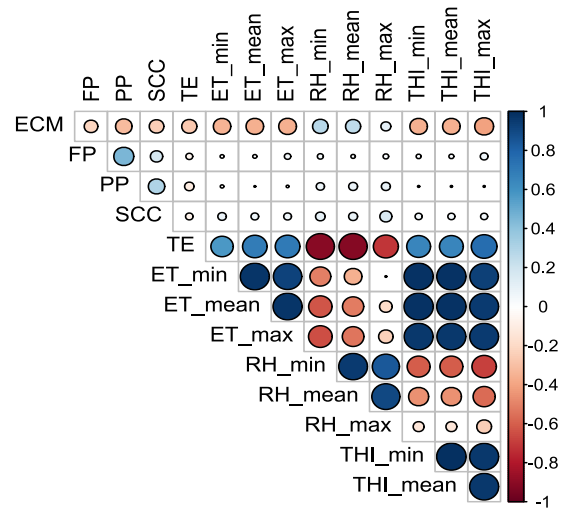 FP
PP
SCC
TE
ET_min
ET_mean
ET_max
RH_min
RH_mean
RH_max
THI_min
THI_mean
THI_max
ECM
FP
PP
SCC
TE
ET_min
ET_mean
ET_max
RH_min
RH_mean
RH_max
THI_min
THI_mean
1
0.8
0.6
0.4
0.2
0
-0.2
-0.4
-0.6
-0.8
-1